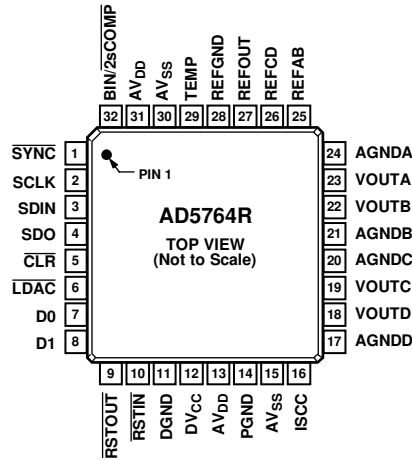 BIN/2sCOMP
AVDD
AVSS
TEMP
REFGND
REFOUT
REFCD
REFAB
32 31 30 29 28 27 26 25
SYNC 1
SCLK 2
SDIN 3
SDO 4
CLR 5
LDAC 6
D0 7
D1 8
PIN 1
AD5764R
TOP VIEW
(Not to Scale)
24 AGNDA
23 VOUTA
22 VOUTB
21 AGNDB
20 AGNDC
19 VOUTC
18 VOUTD
17 AGNDD
9 10 11 12 13 14 15 16
RSTOUT
RSTIN
DGND
DVCC
AVDD
PGND
AVSS
ISCC